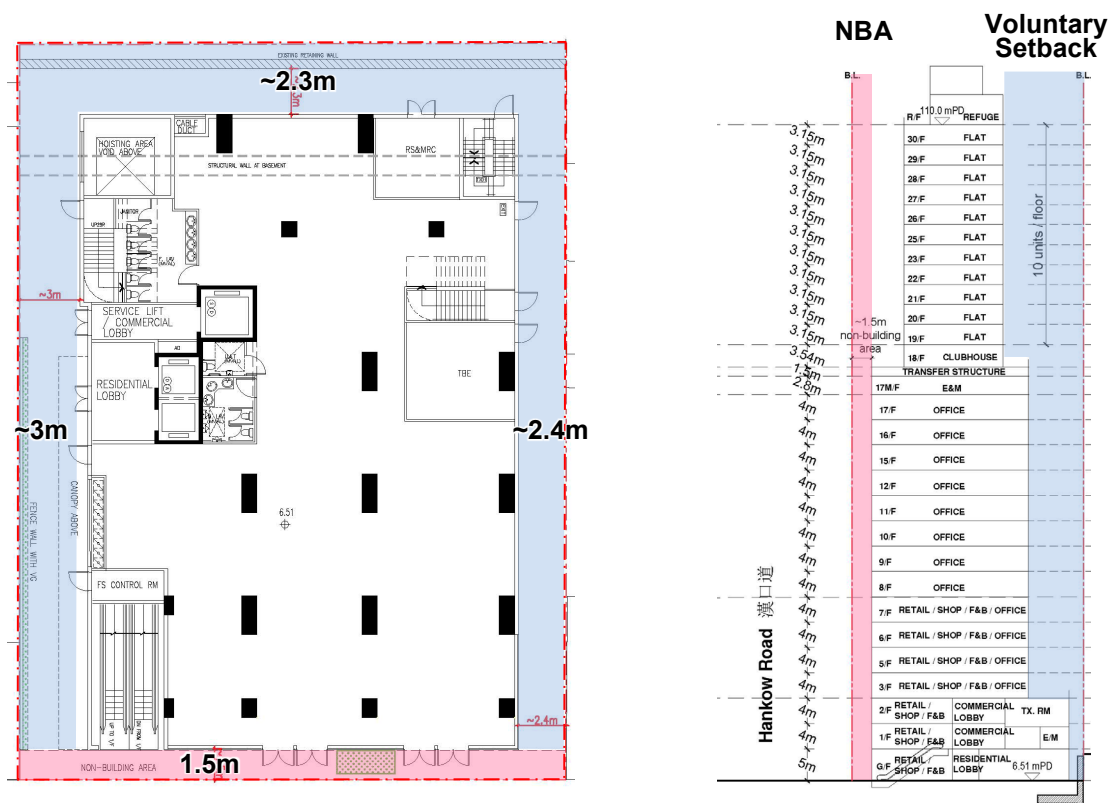 EXISTING RETAINING WALL
~2.3m
CABLE
DUCT
HOISTING AREA
VOID ABOVE
RS&MRC
STRUCTURAL WALL AT BASEMENT
JANITOR
~3m
SERVICE LIFT
/ COMMERCIAL
LOBBY
AD
RESIDENTIAL
LOBBY
TBE
~3m
~2.4m
CANOPY ABOVE
FENCE WALL WITH VG
6.51
FS CONTROL RM
UP TO 1/F
DN FROM 1/F
~2.4m
NON-BUILDING AREA
1.5m
NBA
Voluntary
Setback
B.L.
B.L.
110.0 mPD
R/F REFUGE
3.15m
30/F FLAT
3.15m
29/F FLAT
3.15m
28/F FLAT
3.15m
27/F FLAT
3.15m
26/F FLAT
3.15m
25/F FLAT
3.15m
23/F FLAT
3.15m
22/F FLAT
3.15m
21/F FLAT
3.15m
20/F FLAT
3.15m
19/F FLAT
10 units / floor
~1.5m
non-building
area
3.54m
18/F CLUBHOUSE
1.5m
TRANSFER STRUCTURE
2.8m
17M/F E&M
4m
17/F OFFICE
4m
16/F OFFICE
4m
15/F OFFICE
4m
12/F OFFICE
4m
11/F OFFICE
4m
10/F OFFICE
4m
9/F OFFICE
4m
8/F OFFICE
4m
7/F RETAIL / SHOP / F&B / OFFICE
4m
6/F RETAIL / SHOP / F&B / OFFICE
4m
5/F RETAIL / SHOP / F&B / OFFICE
4m
3/F RETAIL / SHOP / F&B / OFFICE
4m
2/F RETAIL / SHOP / F&B COMMERCIAL LOBBY TX. RM
4m
1/F RETAIL / SHOP / F&B COMMERCIAL LOBBY E/M
5m
G/F RETAIL / SHOP / F&B RESIDENTIAL LOBBY 6.51 mPD
Hankow Road 漢口道